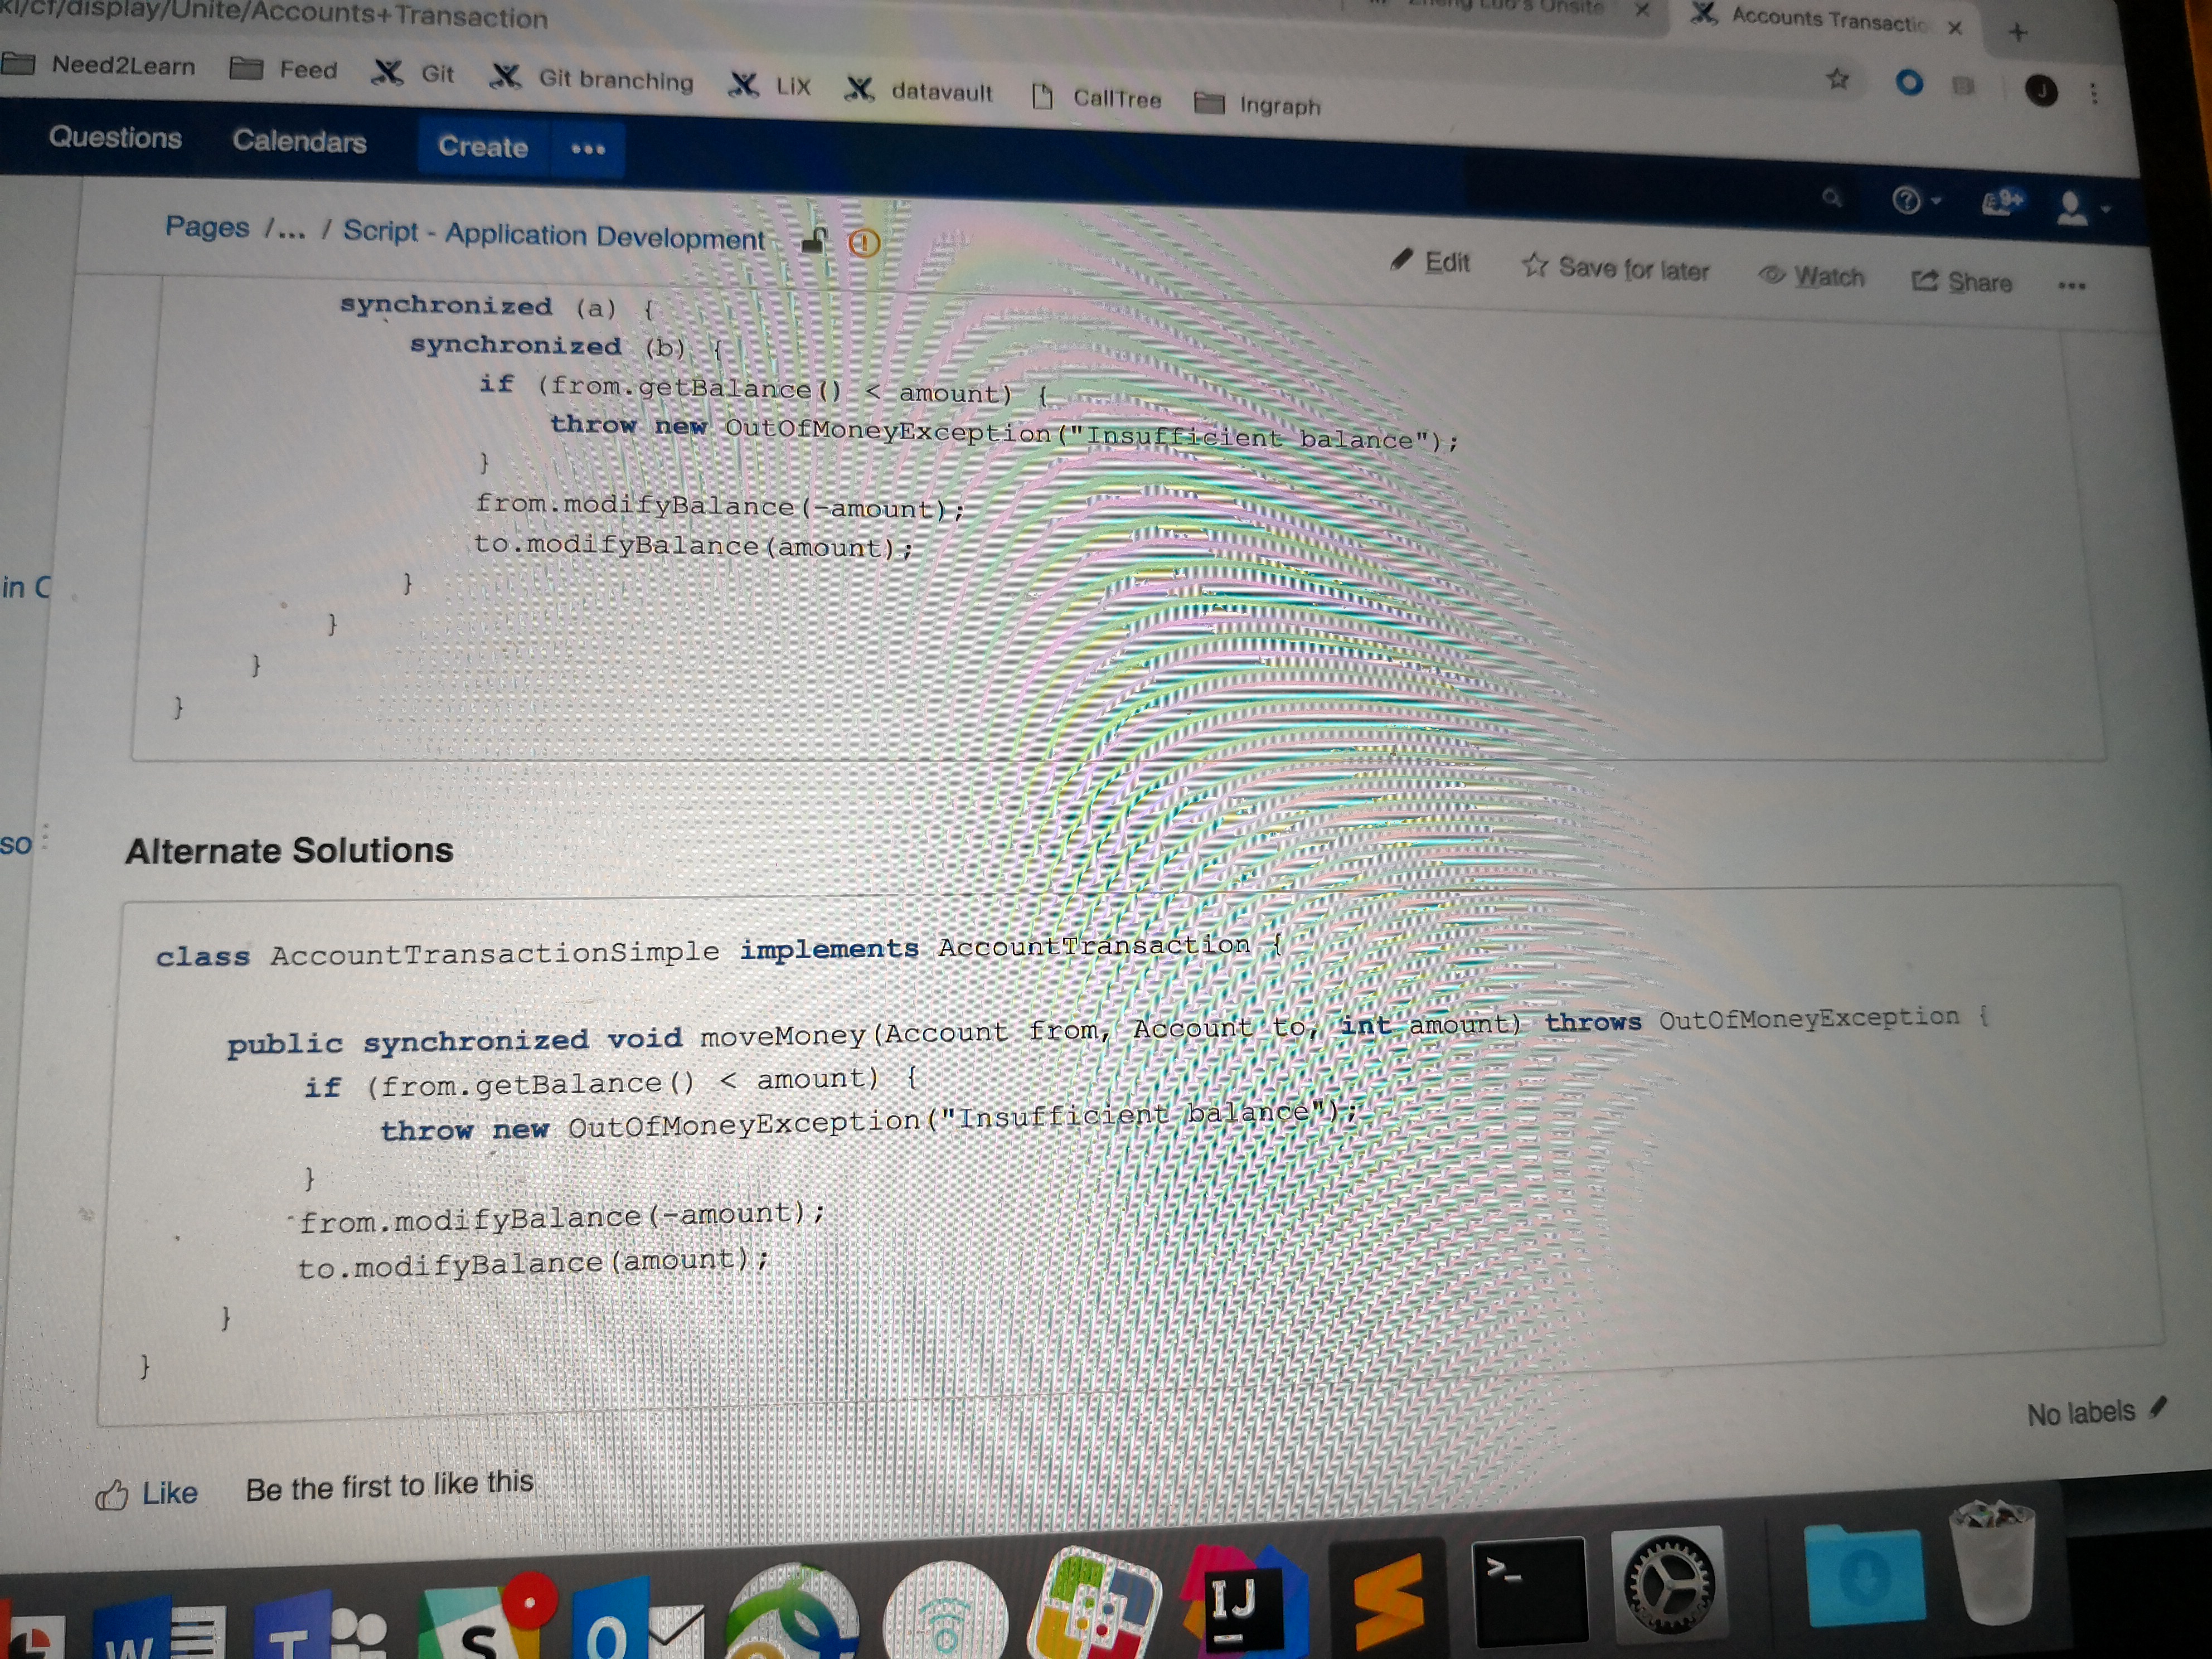 ki/cf/display/Unite/Accounts+Transaction
Onsite
Accounts Transactio
Need2Learn Feed Git Git branching LiX datavault CallTree Ingraph
J
Questions Calendars Create
9+
Pages /... / Script - Application Development
Edit Save for later Watch Share
synchronized (a) {
synchronized (b) {
if (from.getBalance() < amount) {
throw new OutOfMoneyException("Insufficient balance");
}
from.modifyBalance(-amount);
to.modifyBalance(amount);
}
}
}
}
in C
so
Alternate Solutions
class AccountTransactionSimple implements AccountTransaction {
public synchronized void moveMoney(Account from, Account to, int amount) throws OutOfMoneyException {
if (from.getBalance() < amount) {
throw new OutOfMoneyException("Insufficient balance");
}
from.modifyBalance(-amount);
to.modifyBalance(amount);
}
}
No labels
Like Be the first to like this
W T S O IJ >_